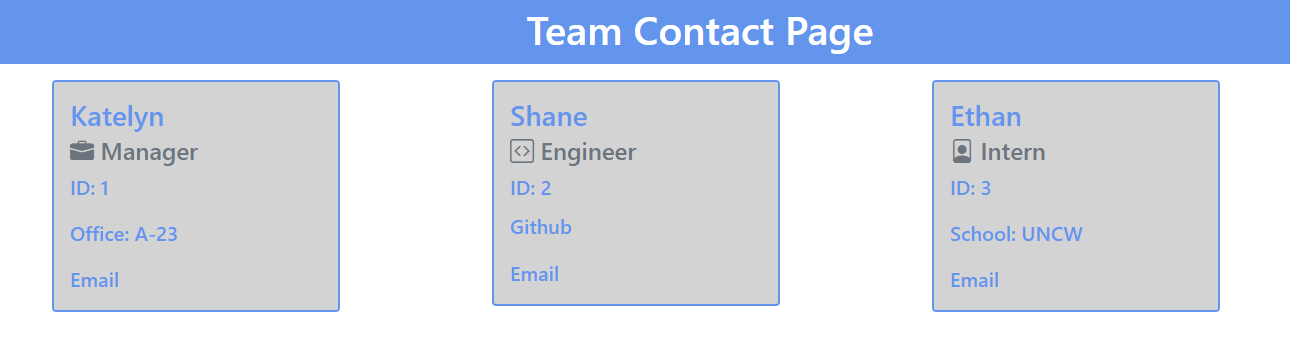 Team Contact Page
Katelyn
Manager
ID: 1
Office: A-23
Email
Shane
Engineer
ID: 2
Github
Email
Ethan
Intern
ID: 3
School: UNCW
Email